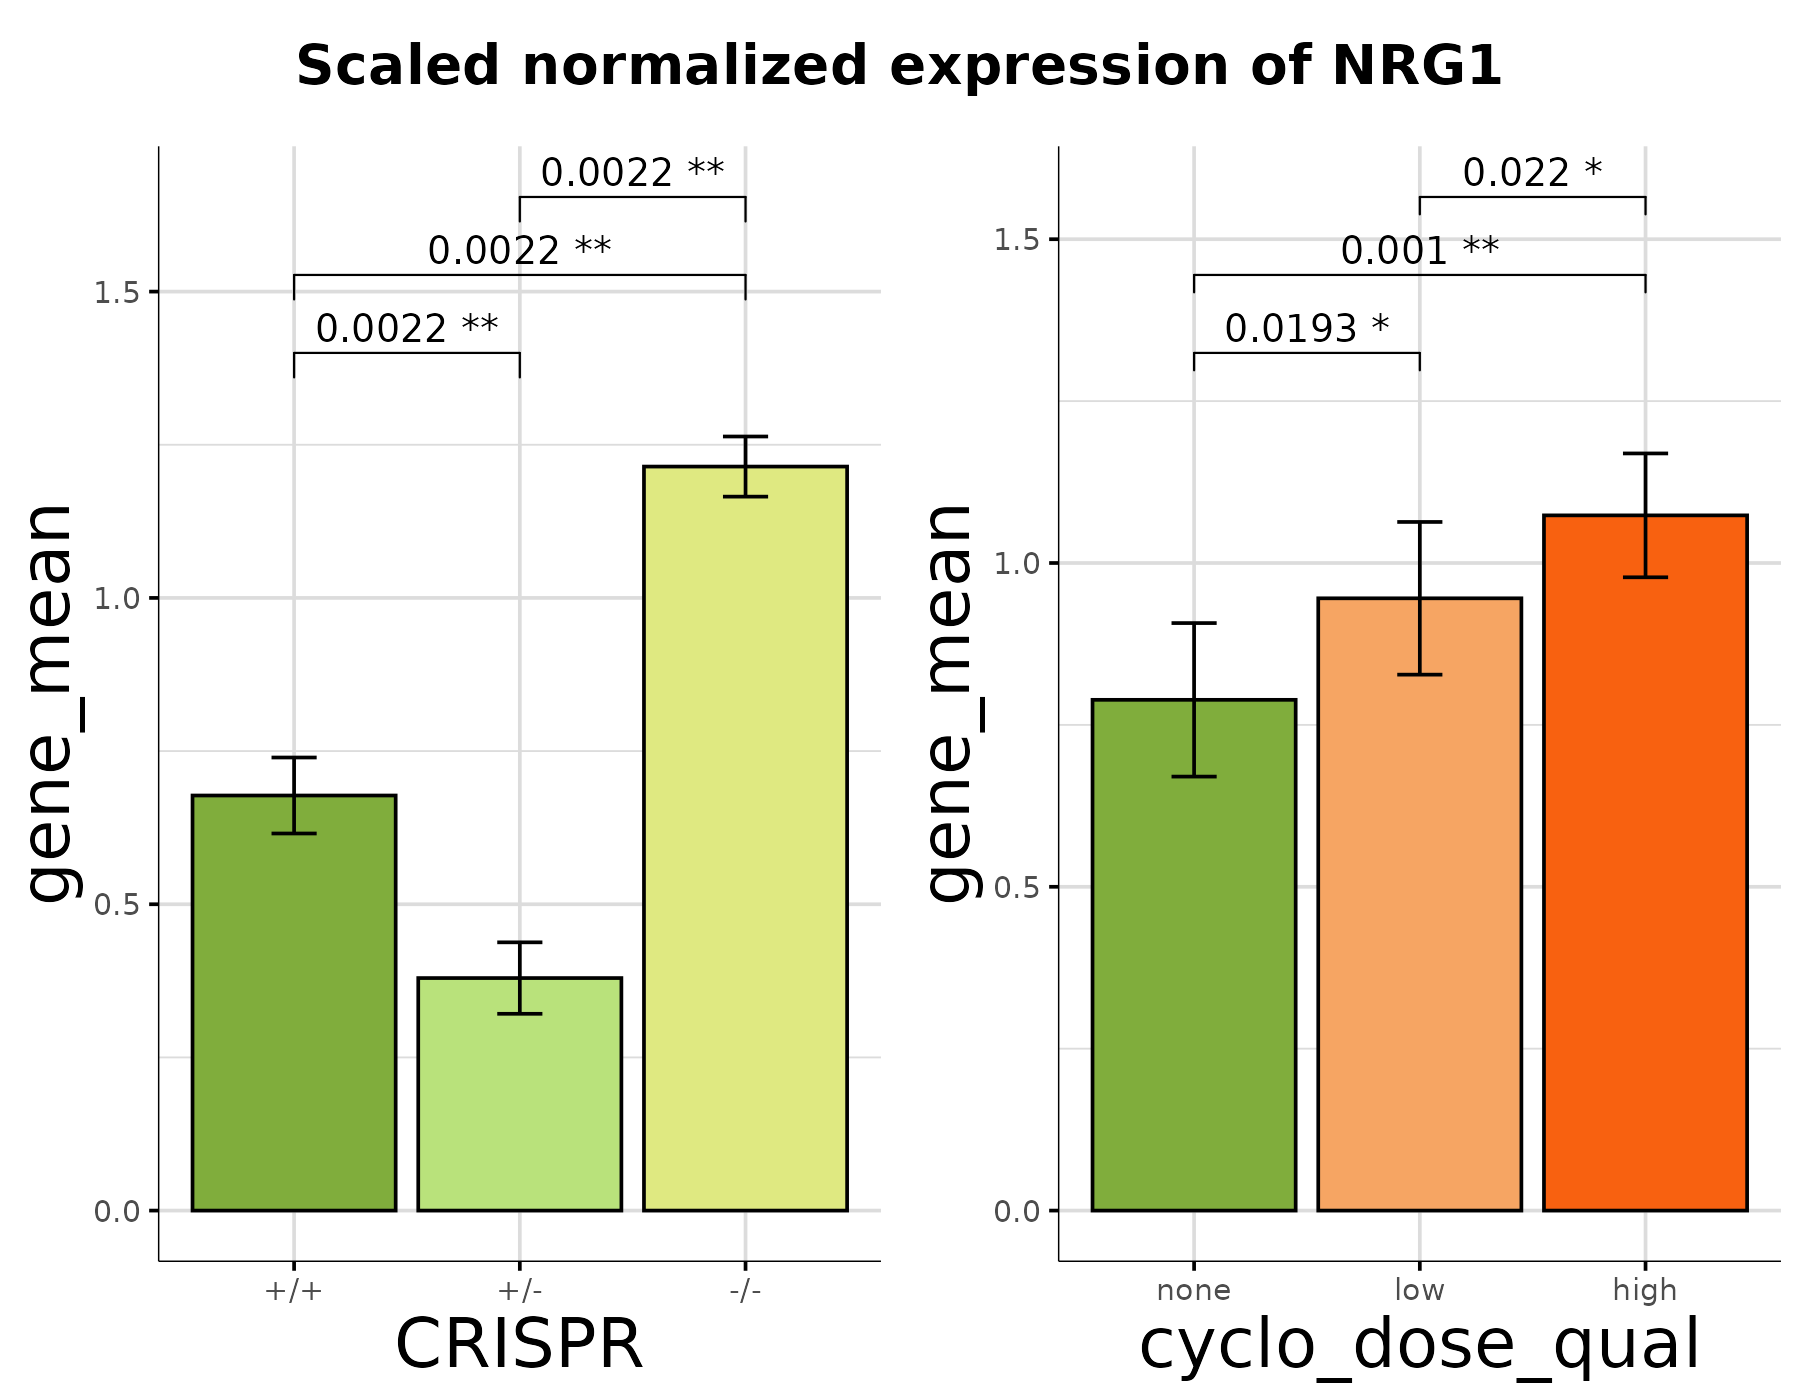 Scaled normalized expression of NRG1
0.0022 **
0.0022 **
0.0022 **
1.5
1.0
0.5
0.0
gene_mean
+/+ +/- -/-
CRISPR
0.022 *
0.001 **
0.0193 *
1.5
1.0
0.5
0.0
gene_mean
none low high
cyclo_dose_qual